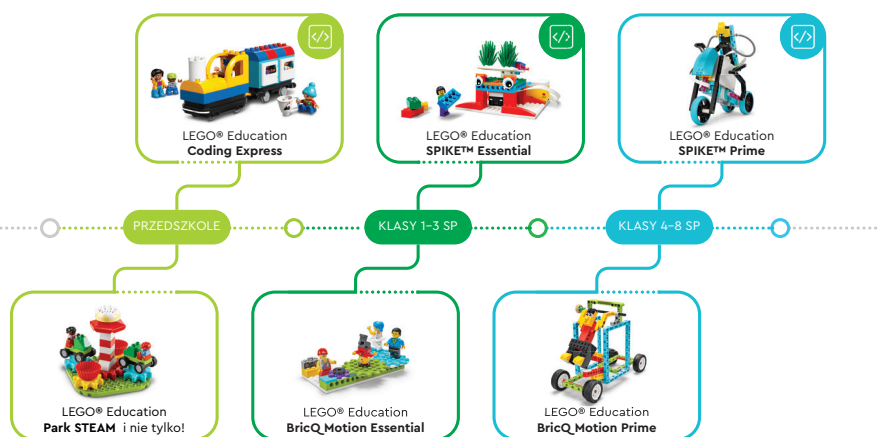 </>
LEGO® Education
Coding Express
</>
LEGO® Education
SPIKE™ Essential
</>
LEGO® Education
SPIKE™ Prime
PRZEDSZKOLE
KLASY 1–3 SP
KLASY 4–8 SP
LEGO® Education
Park STEAM i nie tylko!
LEGO® Education
BricQ Motion Essential
LEGO® Education
BricQ Motion Prime